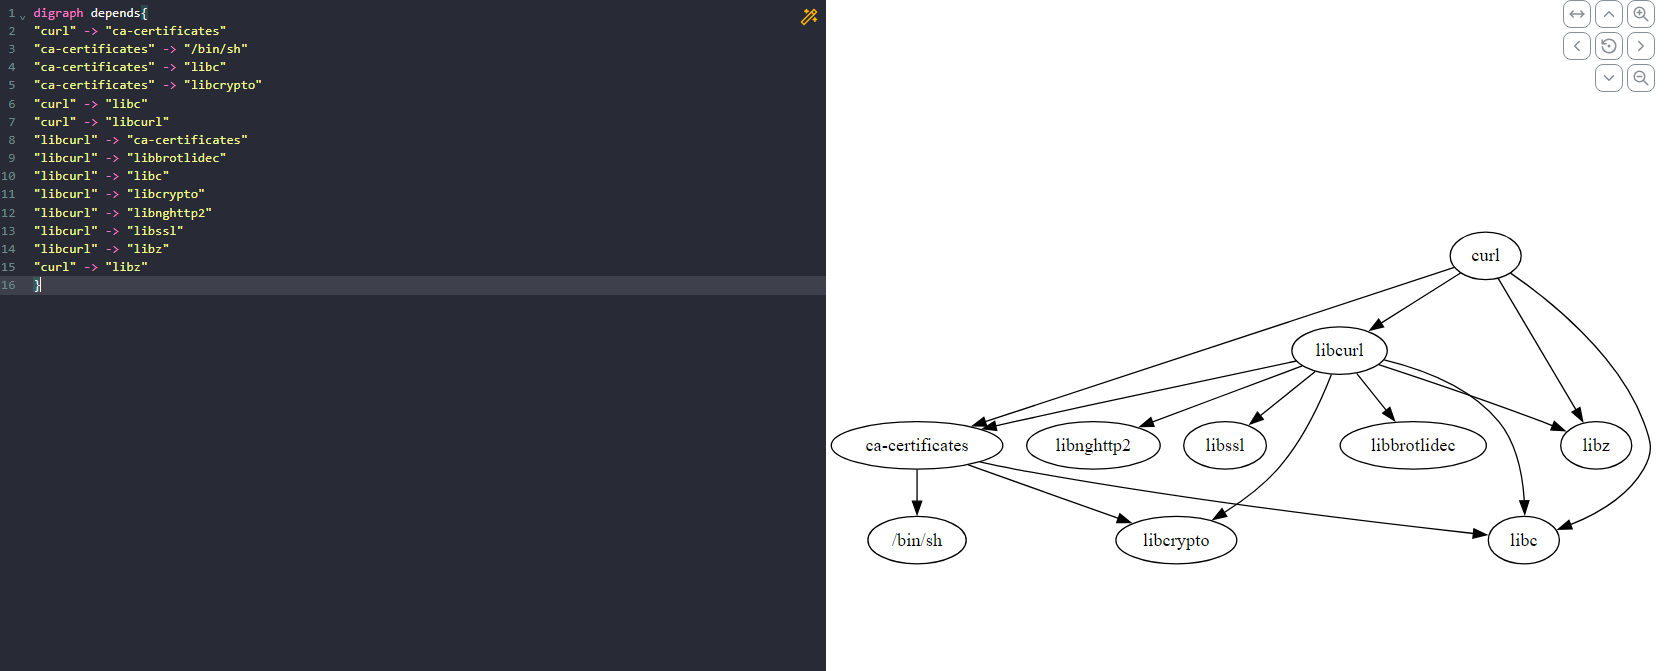 1 digraph depends{
2 "curl" -> "ca-certificates"
3 "ca-certificates" -> "/bin/sh"
4 "ca-certificates" -> "libc"
5 "ca-certificates" -> "libcrypto"
6 "curl" -> "libc"
7 "curl" -> "libcurl"
8 "libcurl" -> "ca-certificates"
9 "libcurl" -> "libbrotlidec"
10 "libcurl" -> "libc"
11 "libcurl" -> "libcrypto"
12 "libcurl" -> "libnghttp2"
13 "libcurl" -> "libssl"
14 "libcurl" -> "libz"
15 "curl" -> "libz"
16 }
curl
libcurl
ca-certificates
libnghttp2
libssl
libbrotlidec
libz
/bin/sh
libcrypto
libc